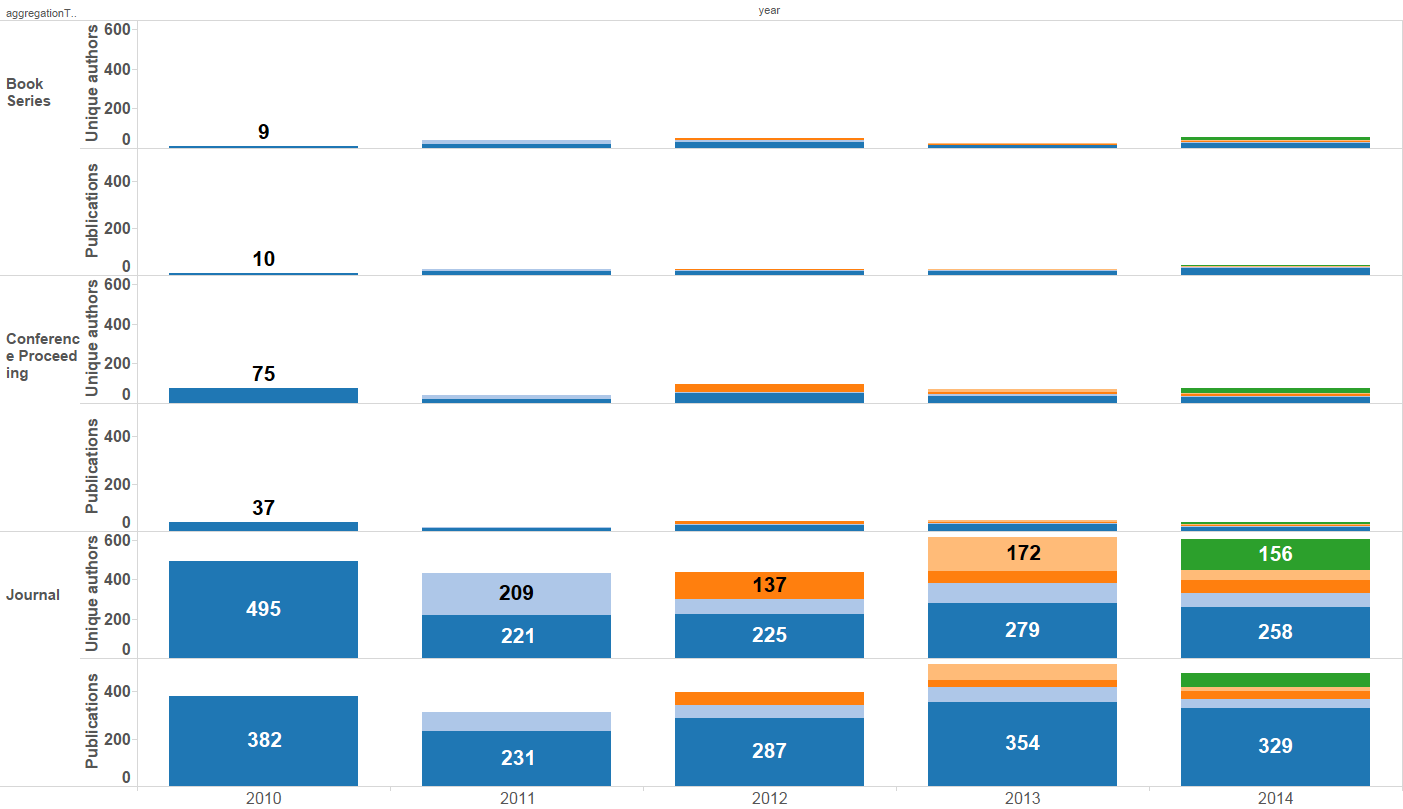 aggregationT..
year
Book
Series
Unique authors
600
400
200
0
9
Publications
400
200
0
10
Conferenc
e Proceed
ing
Unique authors
600
400
200
0
75
Publications
400
200
0
37
Journal
Unique authors
600
400
200
0
495
209
221
137
225
172
279
156
258
Publications
400
200
0
382
231
287
354
329
2010 2011 2012 2013 2014